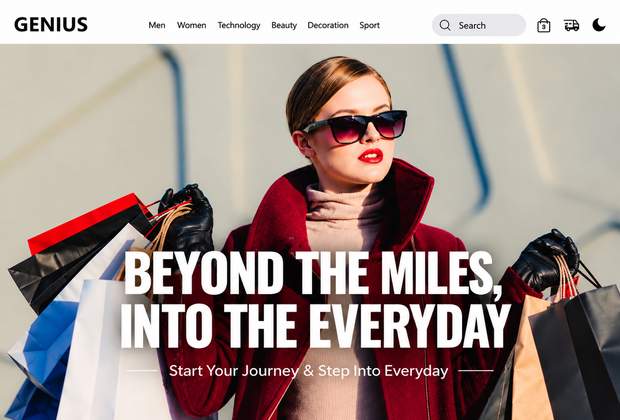 GENIUS
Men Women Technology Beauty Decoration Sport
Search
3
BEYOND THE MILES,
INTO THE EVERYDAY
Start Your Journey & Step Into Everyday